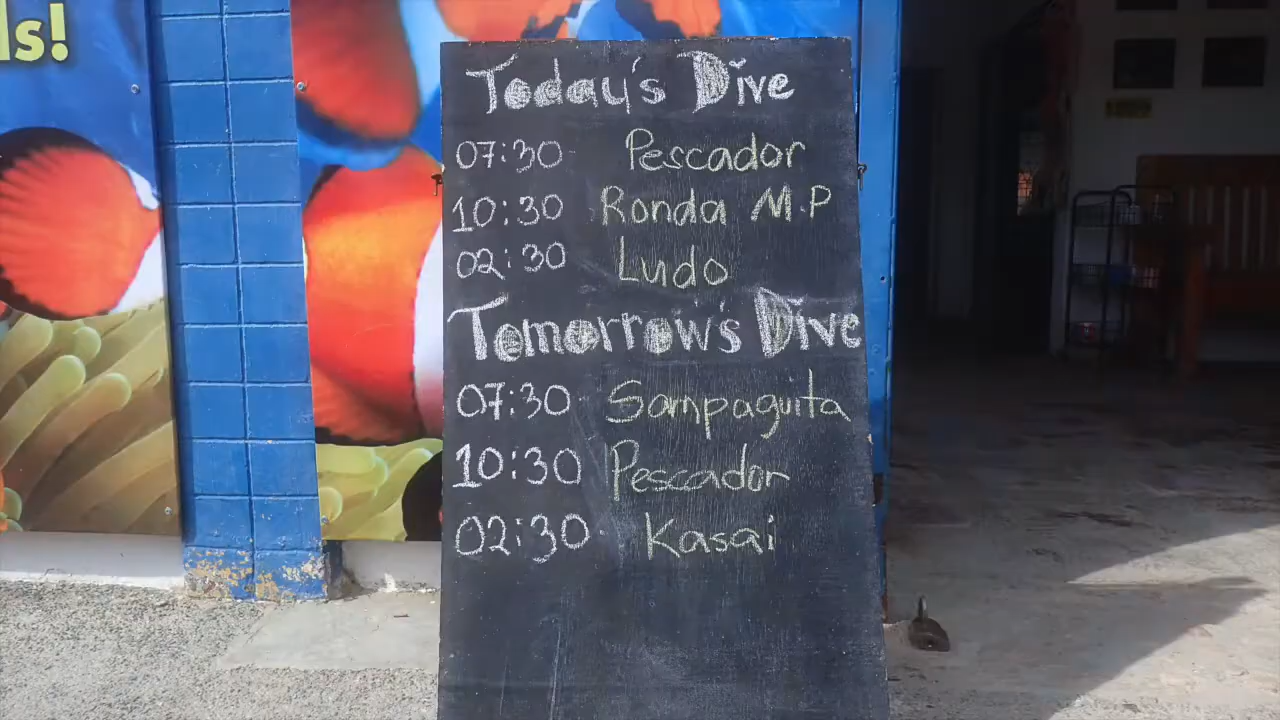 ls!
Today's Dive
07:30 Pescador
10:30 Ronda M.P
02:30 Ludo
Tomorrow's Dive
07:30 Sampaguita
10:30 Pescador
02:30 Kasai